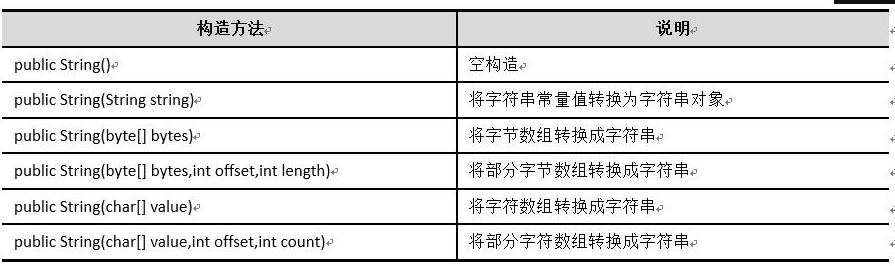 构造方法 说明
public String() 空构造
public String(String string) 将字符串常量值转换为字符串对象
public String(byte[] bytes) 将字节数组转换成字符串
public String(byte[] bytes,int offset,int length) 将部分字节数组转换成字符串
public String(char[] value) 将字符数组转换成字符串
public String(char[] value,int offset,int count) 将部分字符数组转换成字符串